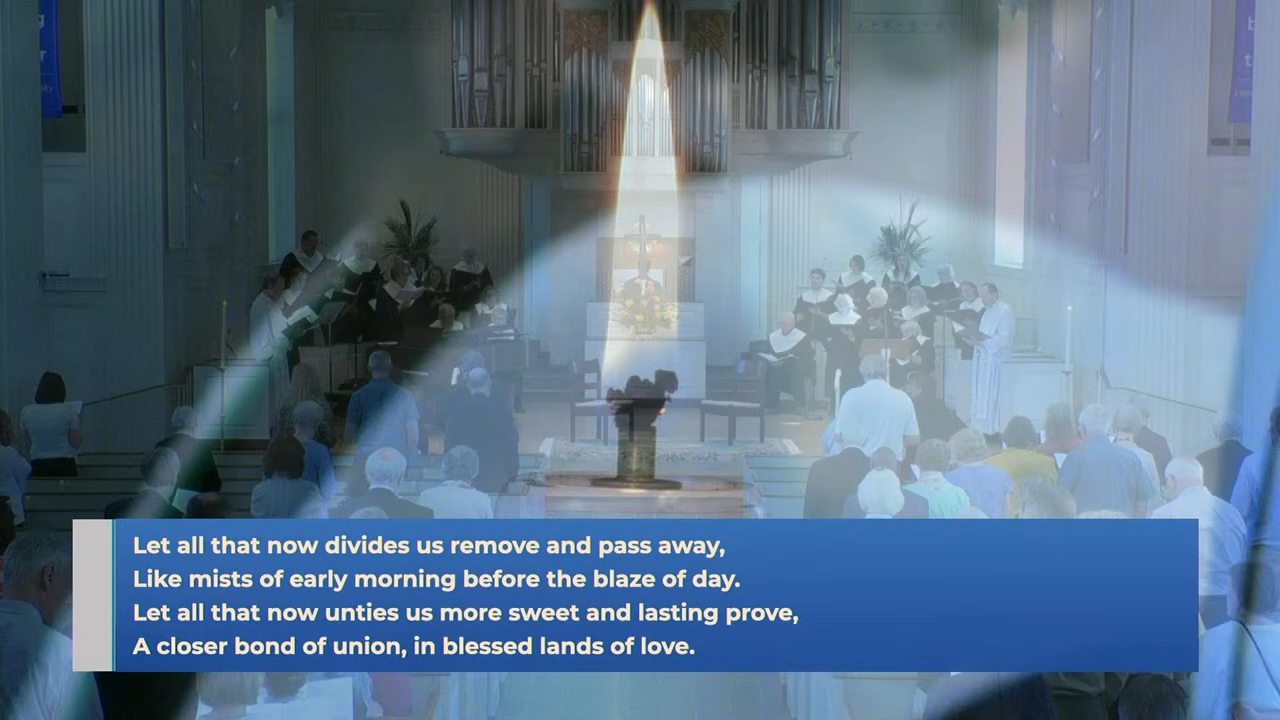 Let all that now divides us remove and pass away,
Like mists of early morning before the blaze of day.
Let all that now unties us more sweet and lasting prove,
A closer bond of union, in blessed lands of love.